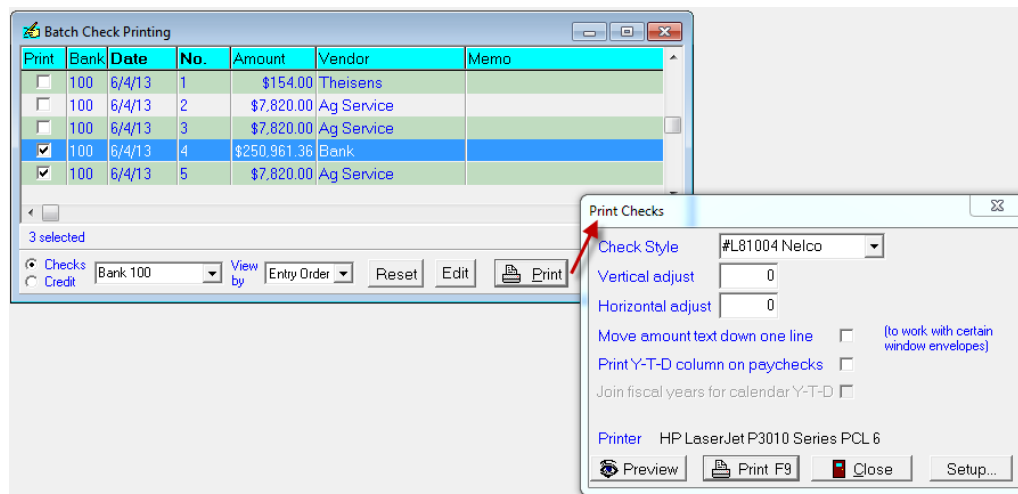 Batch Check Printing
Print Bank Date No. Amount Vendor Memo
100 6/4/13 1 $154.00 Theisens
100 6/4/13 2 $7,820.00 Ag Service
100 6/4/13 3 $7,820.00 Ag Service
100 6/4/13 4 $250,961.36 Bank
100 6/4/13 5 $7,820.00 Ag Service
3 selected
Checks
Credit
Bank 100
View
by
Entry Order
Reset
Edit
Print
Print Checks
Check Style #L81004 Nelco
Vertical adjust 0
Horizontal adjust 0
Move amount text down one line
(to work with certain
window envelopes)
Print Y-T-D column on paychecks
Join fiscal years for calendar Y-T-D
Printer HP LaserJet P3010 Series PCL 6
Preview Print F9 Close Setup...